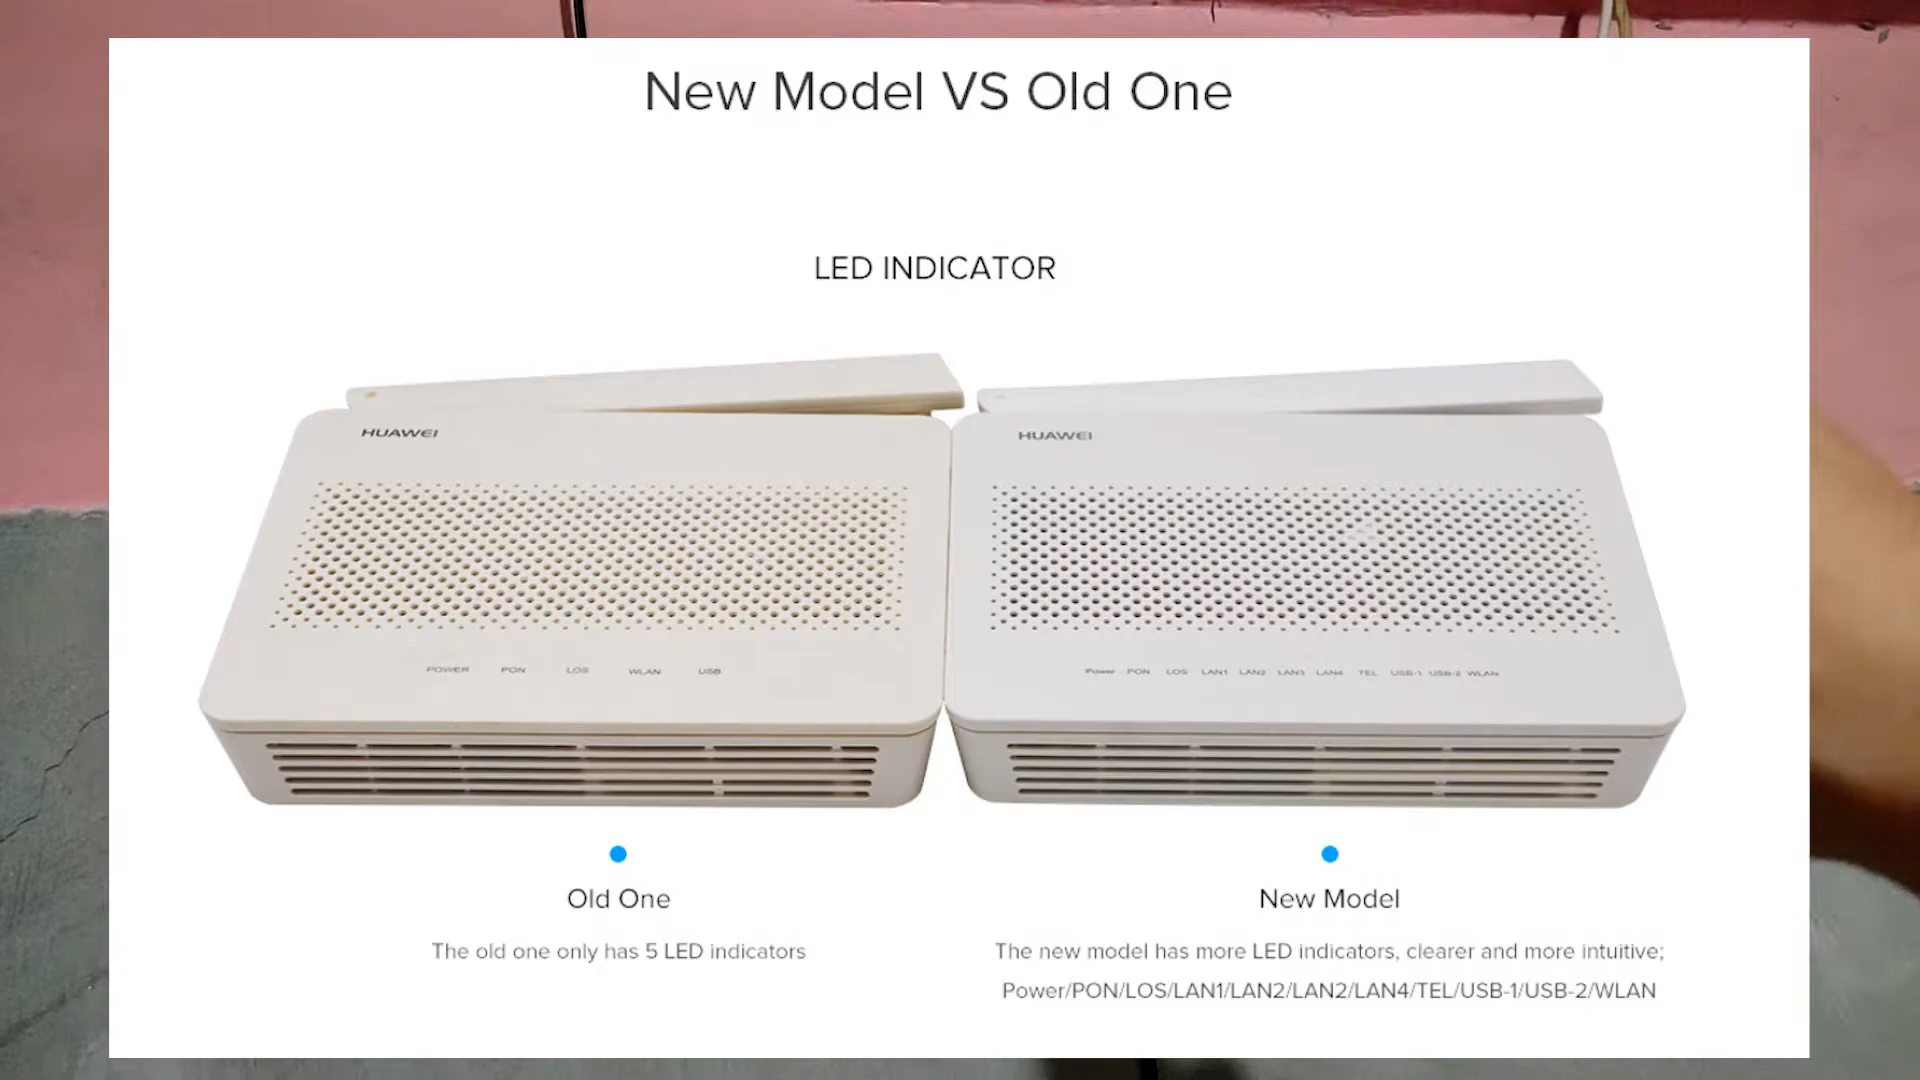 New Model VS Old One
LED INDICATOR
HUAWEI
HUAWEI
POWER PON LOS WLAN USB
Power PON LOS LAN1 LAN2 LAN3 LAN4 TEL USB-1 USB-2 WLAN
Old One
New Model
The old one only has 5 LED indicators
The new model has more LED indicators, clearer and more intuitive;
Power/PON/LOS/LAN1/LAN2/LAN2/LAN4/TEL/USB-1/USB-2/WLAN